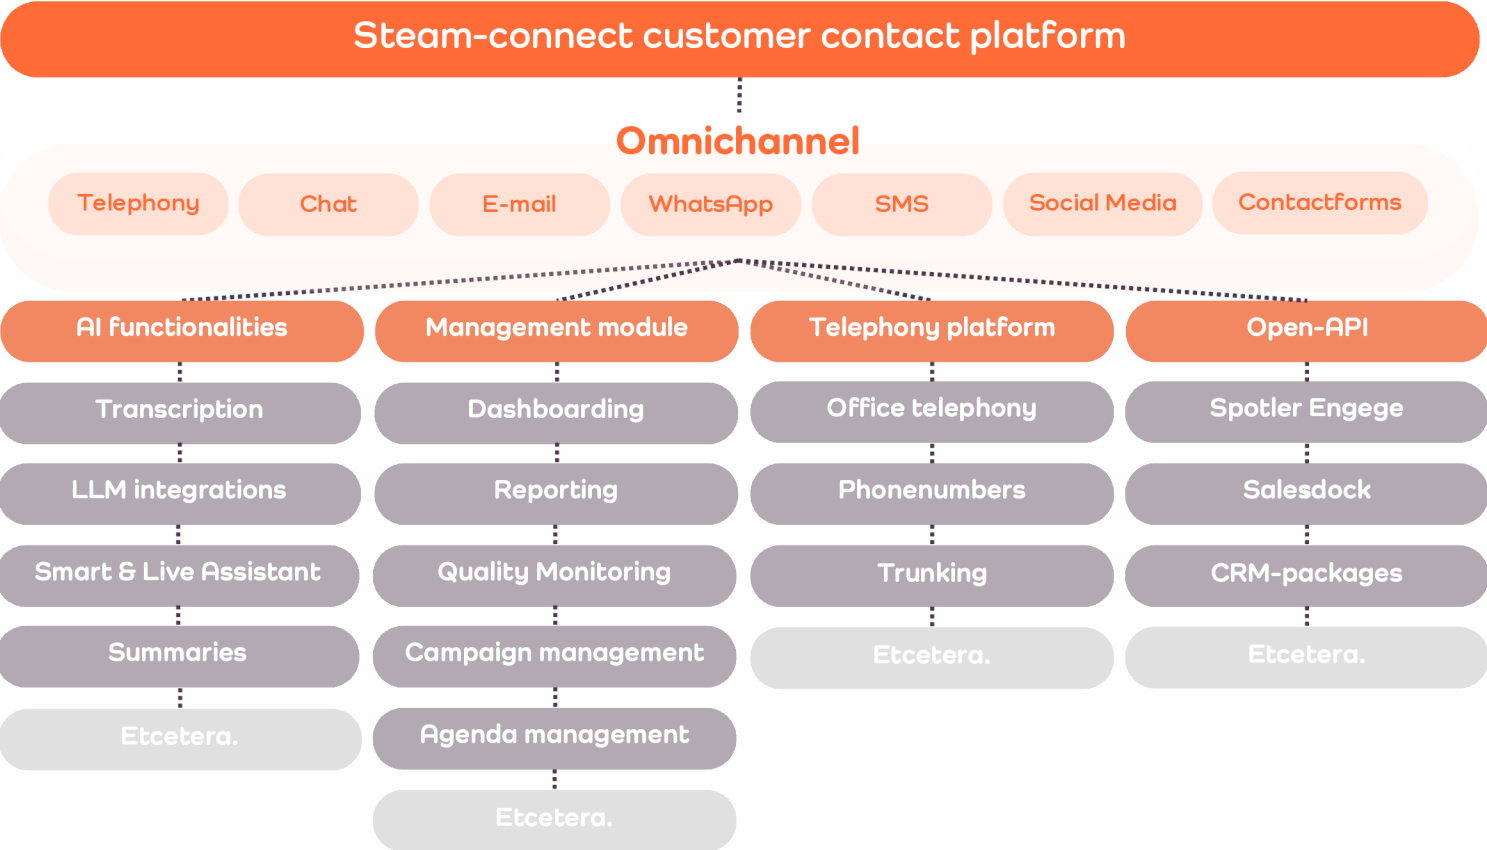 Steam-connect customer contact platform
Omnichannel
Telephony
Chat
E-mail
WhatsApp
SMS
Social Media
Contactforms
AI functionalities
Transcription
LLM integrations
Smart & Live Assistant
Summaries
Etcetera.
Management module
Dashboarding
Reporting
Quality Monitoring
Campaign management
Agenda management
Etcetera.
Telephony platform
Office telephony
Phonenumbers
Trunking
Etcetera.
Open-API
Spotler Engege
Salesdock
CRM-packages
Etcetera.